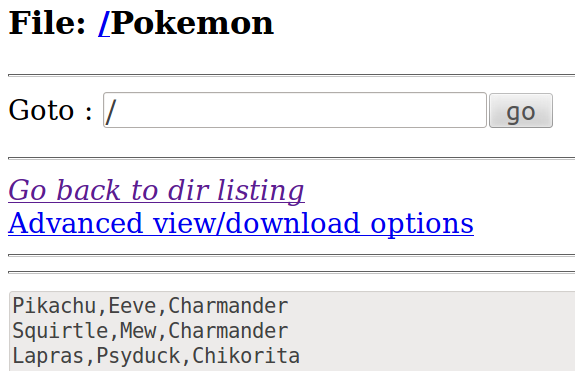 File: /Pokemon
Goto : /
go
Go back to dir listing
Advanced view/download options
Pikachu,Eeve,Charmander
Squirtle,Mew,Charmander
Lapras,Psyduck,Chikorita